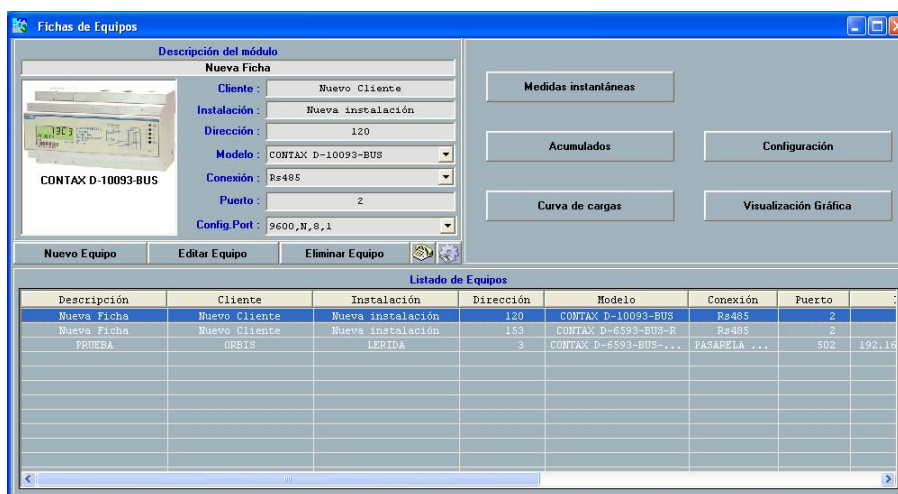 Fichas de Equipos
Descripción del módulo
Nueva Ficha
Cliente : Nuevo Cliente
Instalación : Nueva instalación
Dirección : 120
Modelo : CONTAX D-10093-BUS
Conexión : Rs485
Puerto : 2
Config.Port : 9600,N,8,1
CONTAX D-10093-BUS
Nuevo Equipo Editar Equipo Eliminar Equipo
Medidas instantáneas
Acumulados Configuración
Curva de cargas Visualización Gráfica
Listado de Equipos
Descripción Cliente Instalación Dirección Modelo Conexión Puerto
Nueva Ficha Nuevo Cliente Nueva instalación 120 CONTAX D-10093-BUS Rs485 2
Nueva Ficha Nuevo Cliente Nueva instalación 153 CONTAX D-6593-BUS-R Rs485 2
PRUEBA ORBIS LERIDA 3 CONTAX D-6593-BUS-... PASARELA ... 502 192.16